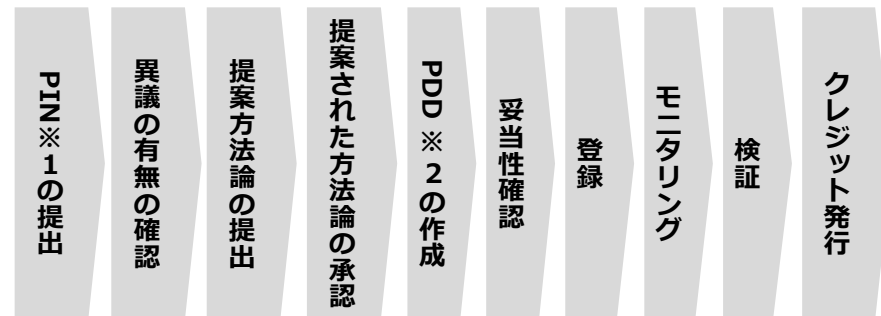 PIN※1の提出
異議の有無の確認
提案方法論の提出
提案された方法論の承認
PDD※2の作成
妥当性確認
登録
モニタリング
検証
クレジット発行